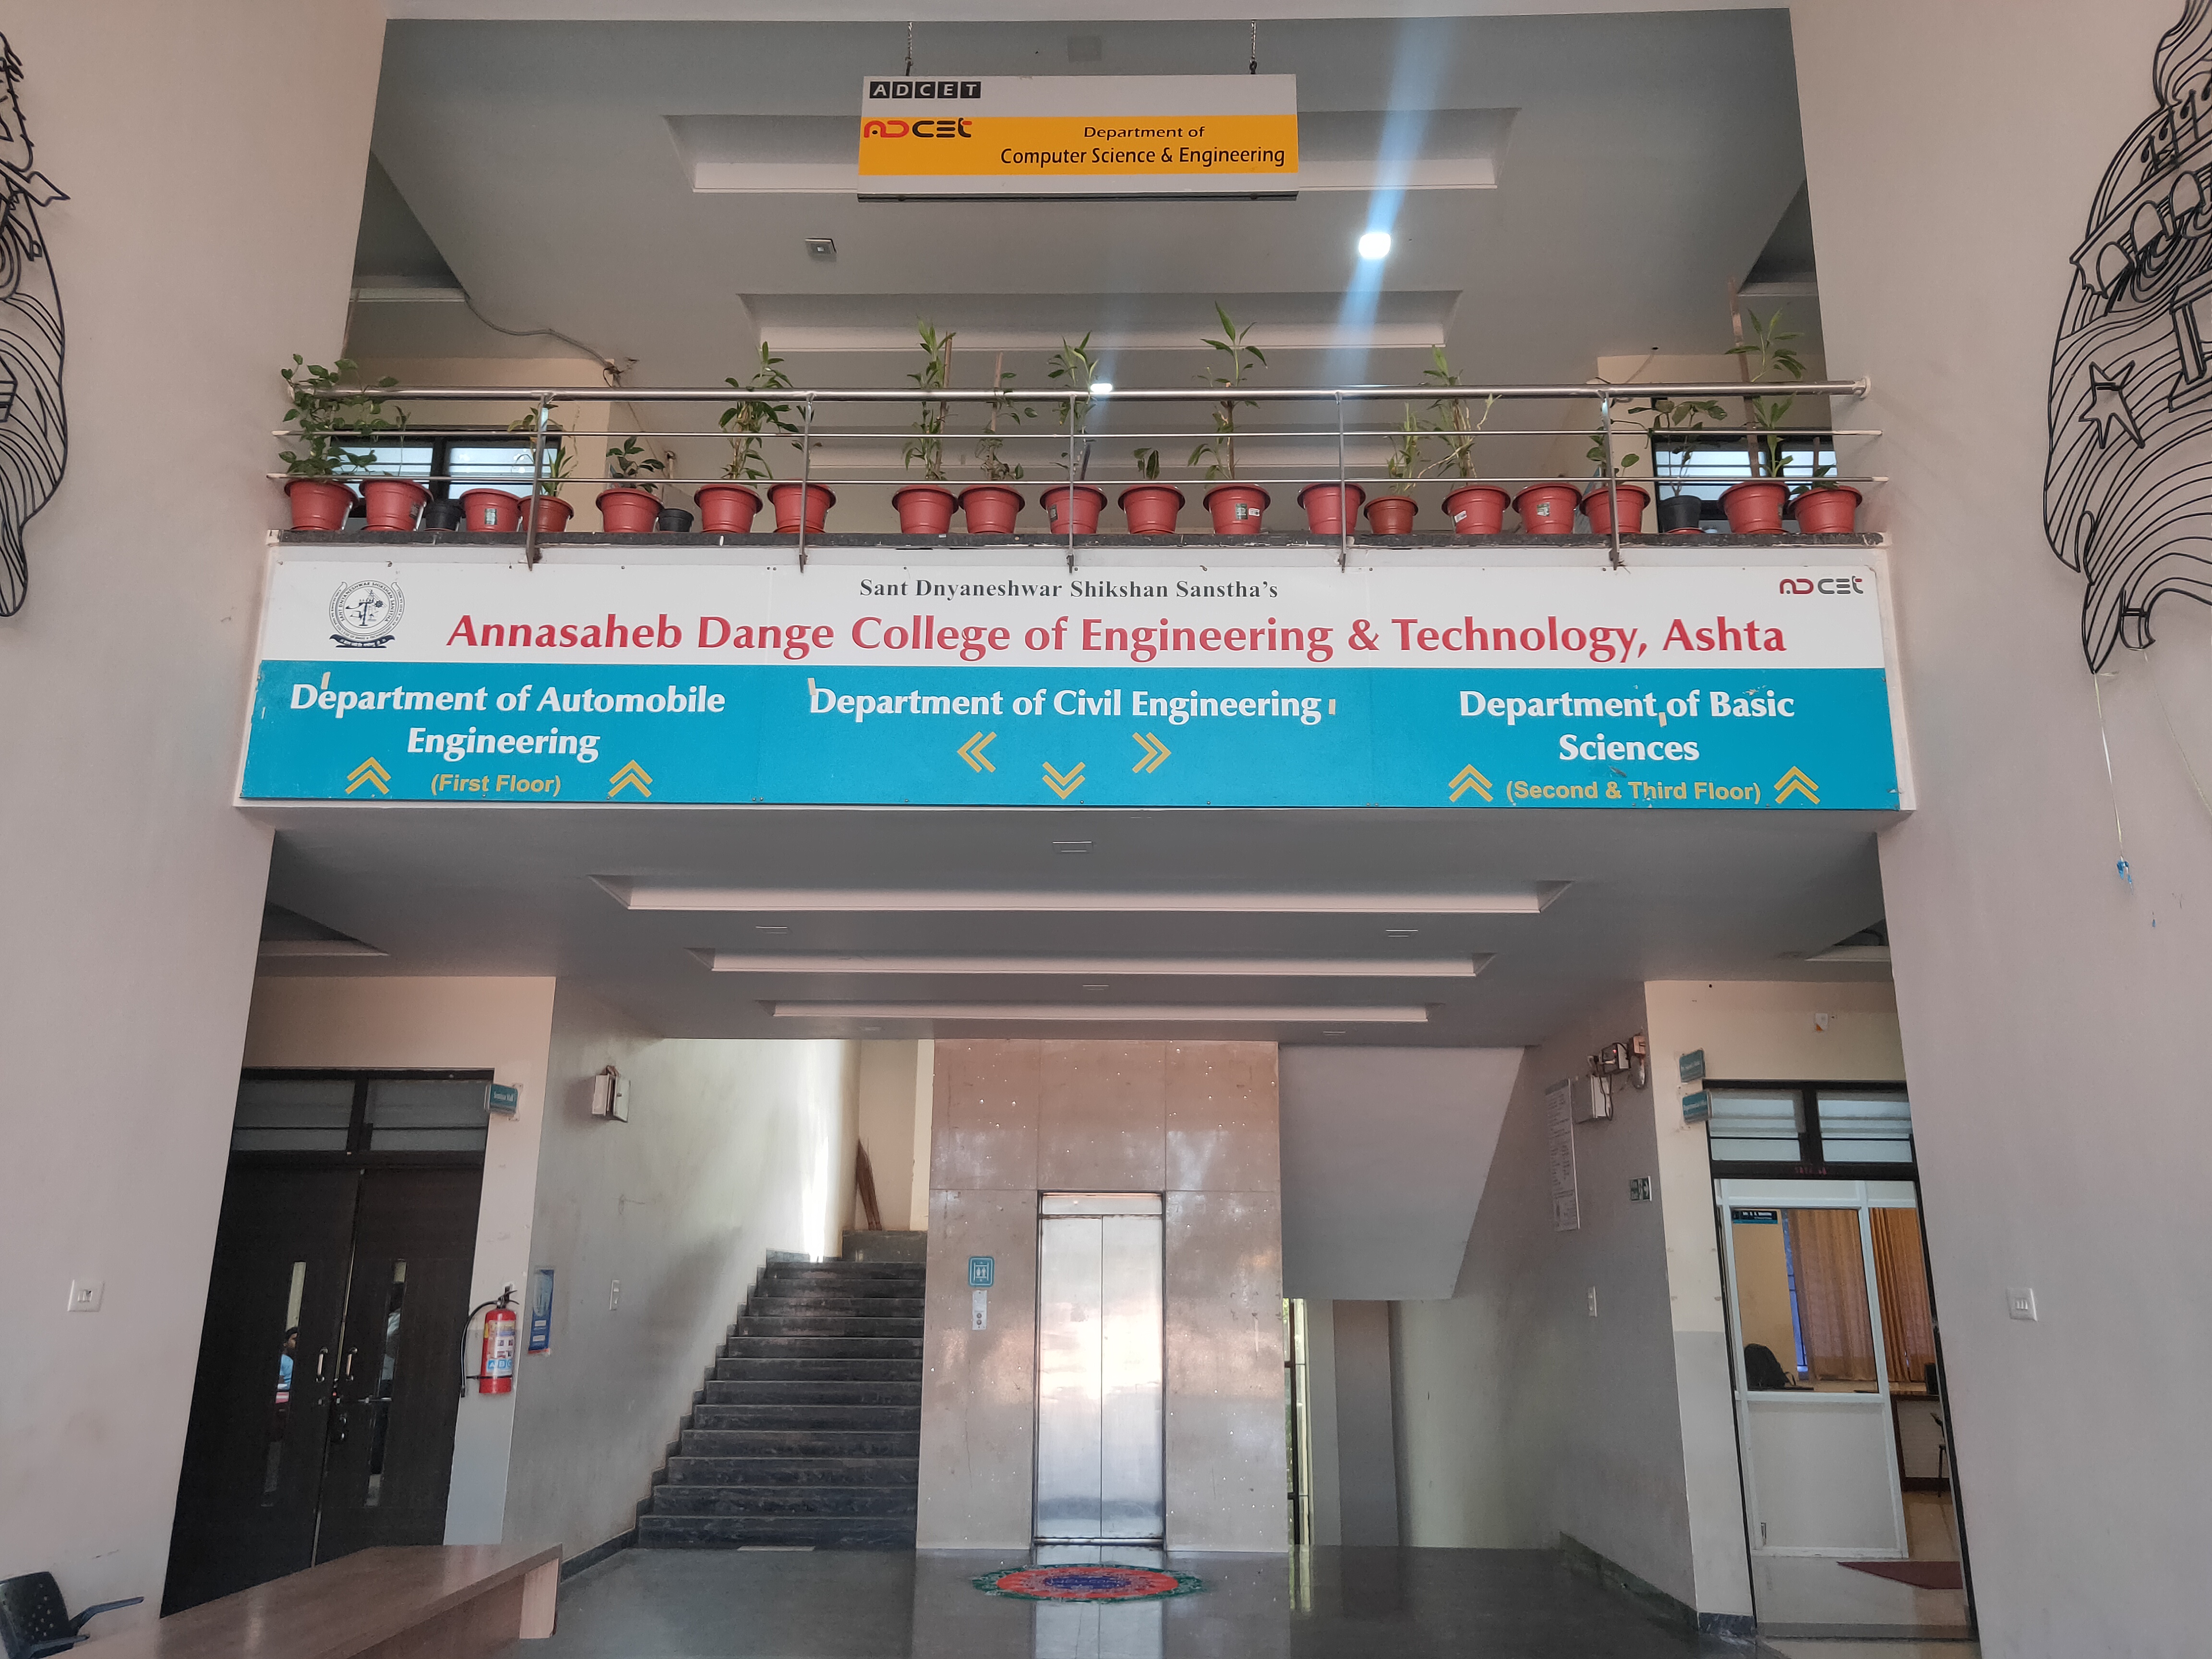 ADCET
ADCET
Department of
Computer Science & Engineering
Sant Dnyaneshwar Shikshan Sanstha's
ADCET
Annasaheb Dange College of Engineering & Technology, Ashta
Department of Automobile
Engineering
(First Floor)
Department of Civil Engineering
Department of Basic
Sciences
(Second & Third Floor)